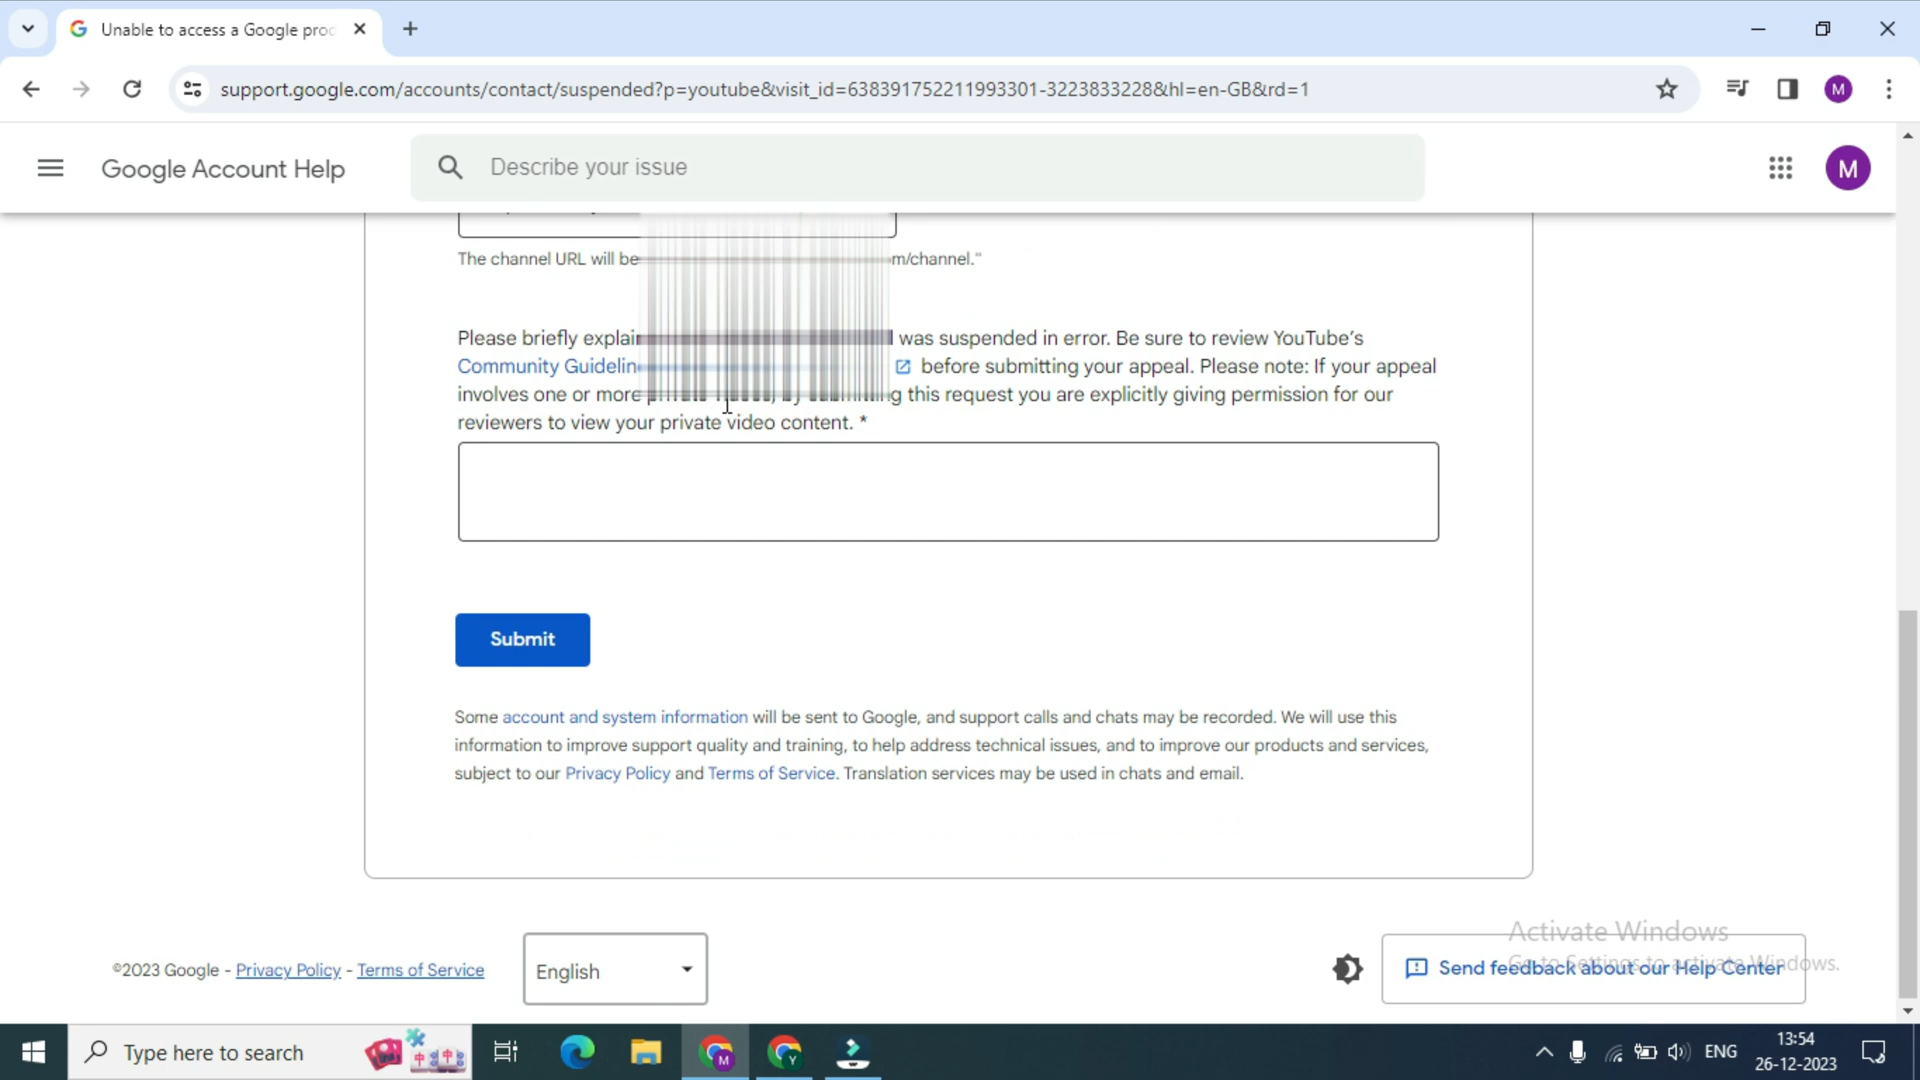 Unable to access a Google proc
support.google.com/accounts/contact/suspended?p=youtube&visit_id=638391752211993301-3223833228&hl=en-GB&rd=1
M
Google Account Help
Describe your issue
M
The channel URL will be m/channel."
Please briefly explai was suspended in error. Be sure to review YouTube's
Community Guidelin before submitting your appeal. Please note: If your appeal
involves one or more g this request you are explicitly giving permission for our
reviewers to view your private video content. *
Submit
Some account and system information will be sent to Google, and support calls and chats may be recorded. We will use this
information to improve support quality and training, to help address technical issues, and to improve our products and services,
subject to our Privacy Policy and Terms of Service. Translation services may be used in chats and email.
Activate Windows
Go to Settings to activate Windows.
©2023 Google - Privacy Policy - Terms of Service
English
Send feedback about our Help Center
Type here to search
M
Y
ENG
13:54
26-12-2023